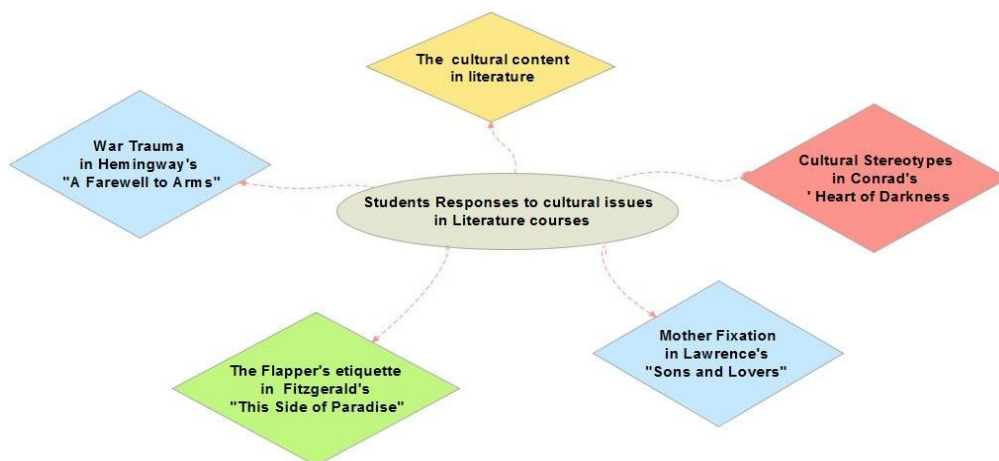 The cultural content
in literature
War Trauma
in Hemingway's
"A Farewell to Arms"
Cultural Stereotypes
in Conrad's
' Heart of Darkness
Students Responses to cultural issues
in Literature courses
The Flapper's etiquette
in Fitzgerald's
"This Side of Paradise"
Mother Fixation
in Lawrence's
"Sons and Lovers"